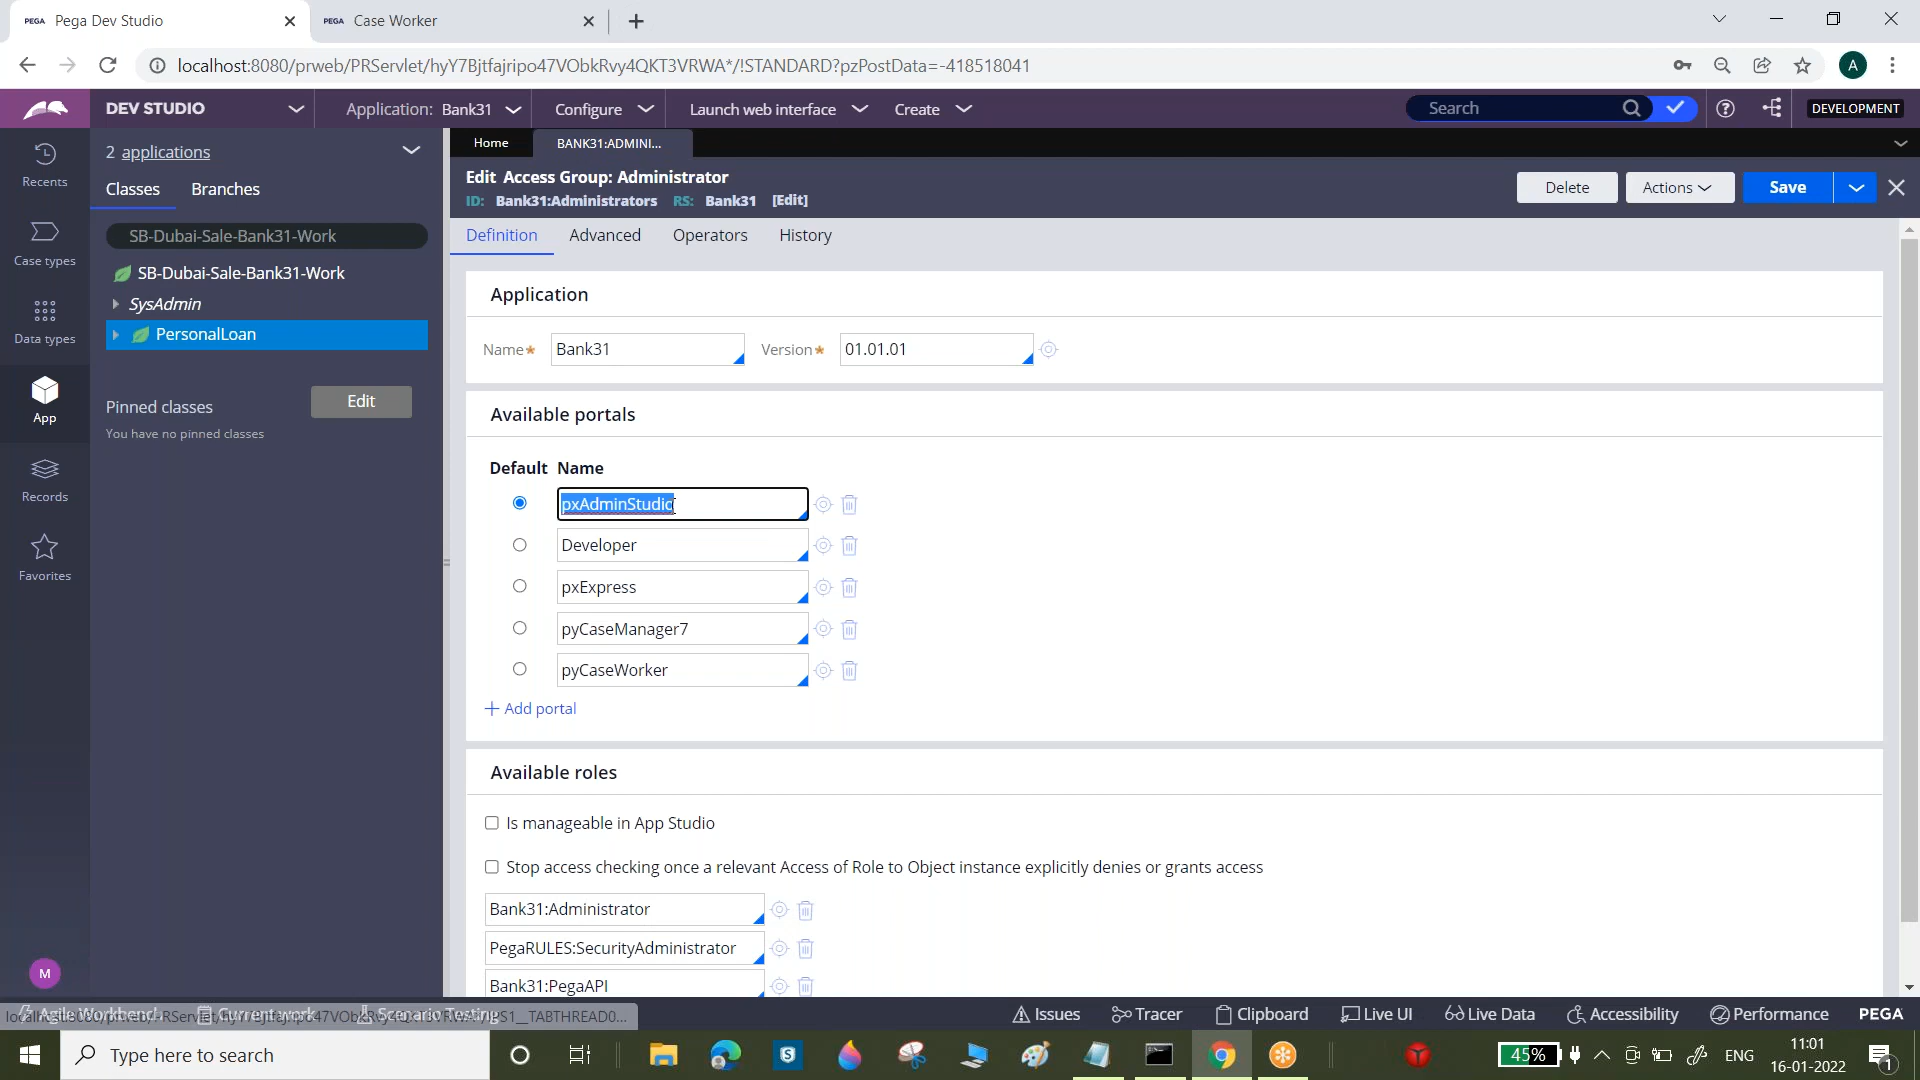 PEGA Pega Dev Studio
PEGA Case Worker
localhost:8080/prweb/PRServlet/hyY7Bjtfajripo47VObkRvy4QKT3VRWA*/!STANDARD?pzPostData=-418518041
A
DEV STUDIO
Application: Bank31
Configure
Launch web interface
Create
Search
DEVELOPMENT
Recents
Case types
Data types
App
Records
Favorites
M
2 applications
Classes
Branches
SB-Dubai-Sale-Bank31-Work
SB-Dubai-Sale-Bank31-Work
SysAdmin
PersonalLoan
Pinned classes
Edit
You have no pinned classes
Home
BANK31:ADMINI...
Edit Access Group: Administrator
ID: Bank31:Administrators RS: Bank31 [Edit]
Delete
Actions
Save
Definition
Advanced
Operators
History
Application
Name* Bank31
Version* 01.01.01
Available portals
Default Name
pxAdminStudio
Developer
pxExpress
pyCaseManager7
pyCaseWorker
Add portal
Available roles
Is manageable in App Studio
Stop access checking once a relevant Access of Role to Object instance explicitly denies or grants access
Bank31:Administrator
PegaRULES:SecurityAdministrator
Bank31:PegaAPI
Agile Workbench
Current work
Scenario Testing
Issues
Tracer
Clipboard
Live UI
Live Data
Accessibility
Performance
PEGA
Type here to search
45%
ENG
11:01
16-01-2022
1